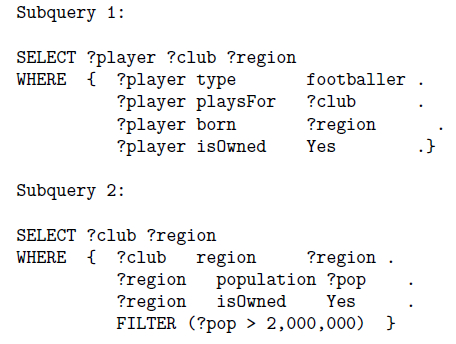 Subquery 1:
SELECT ?player ?club ?region
WHERE { ?player type footballer .
?player playsFor ?club .
?player born ?region .
?player isOwned Yes .}
Subquery 2:
SELECT ?club ?region
WHERE { ?club region ?region .
?region population ?pop .
?region isOwned Yes .
FILTER (?pop > 2,000,000) }